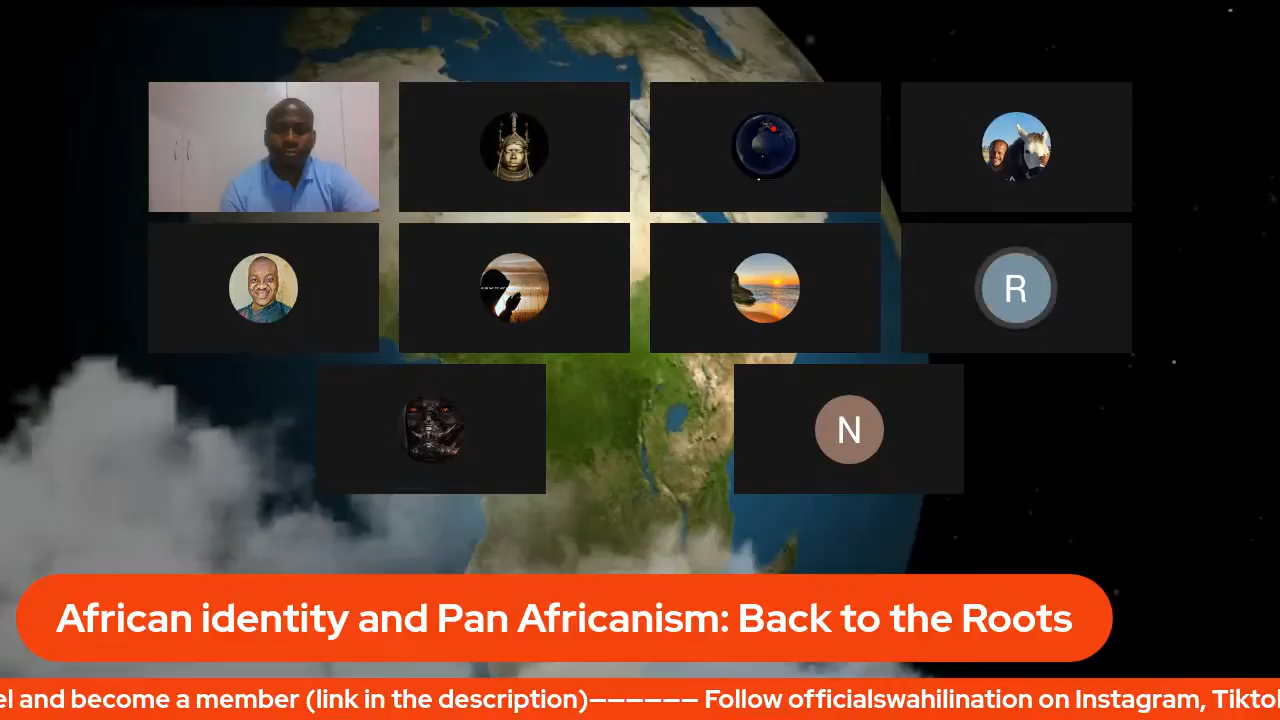 R
N
African identity and Pan Africanism: Back to the Roots
el and become a member (link in the description)—————— Follow officialswahilination on Instagram, Tiktok